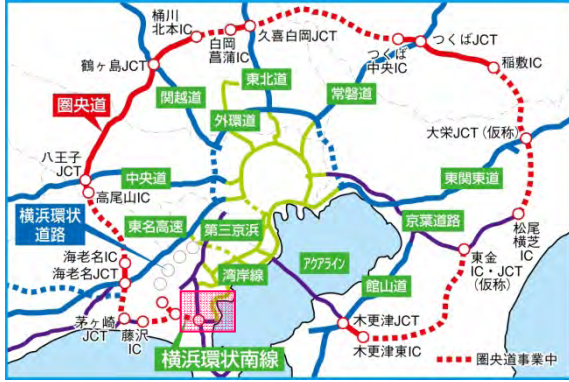 桶川
北本IC
白岡
菖蒲IC
久喜白岡JCT
つくば
中央IC
つくばJCT
稲敷IC
鶴ヶ島JCT
関越道
東北道
外環道
常磐道
圏央道
大栄JCT(仮称)
八王子
JCT
高尾山IC
中央道
東関東道
横浜環状
道路
東名高速
第三京浜
京葉道路
松尾
横芝
IC
海老名IC
海老名JCT
湾岸線
アクアライン
館山道
東金
IC・JCT
(仮称)
茅ヶ崎
JCT
藤沢
IC
木更津JCT
木更津東IC
横浜環状南線
圏央道事業中